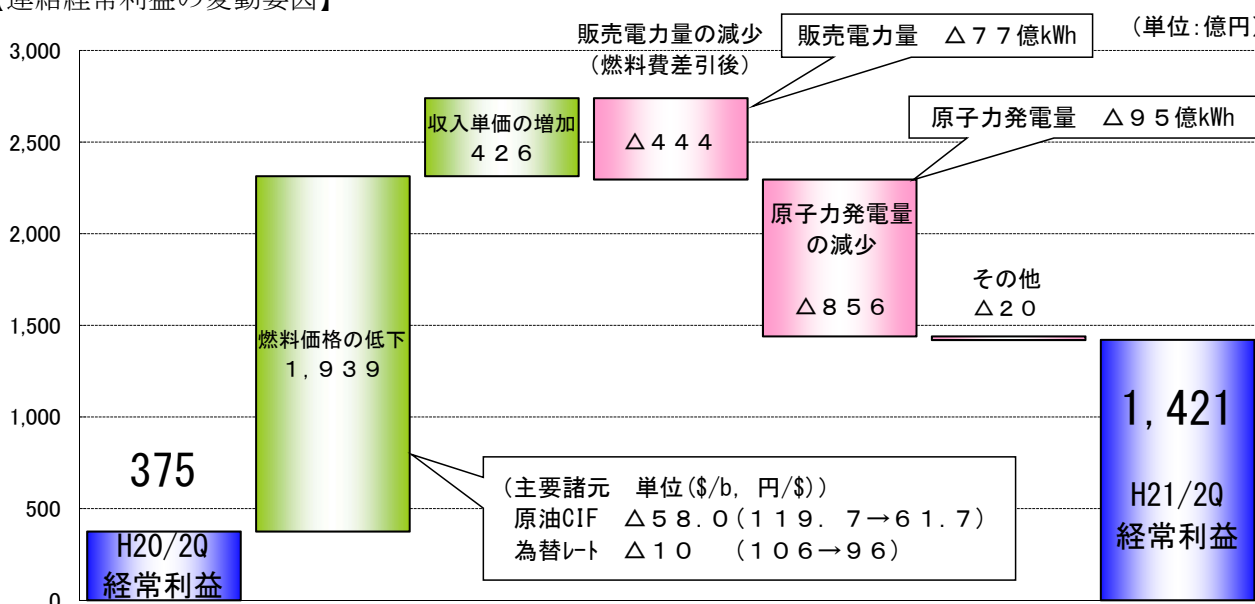 【連結経常利益の変動要因】
(単位：億円)
3,000
2,500
2,000
1,500
1,000
500
0
375
H20/2Q
経常利益
燃料価格の低下
１,９３９
収入単価の増加
４２６
販売電力量の減少
(燃料費差引後)
△４４４
販売電力量　△７７億kWh
原子力発電量　△９５億kWh
原子力発電量
の減少
△８５６
その他
△２０
(主要諸元　単位($/b, 円/$))
原油CIF　△５８.０(１１９.７→６１.７)
為替ﾚｰﾄ　△１０　(１０６→９６)
1,421
H21/2Q
経常利益